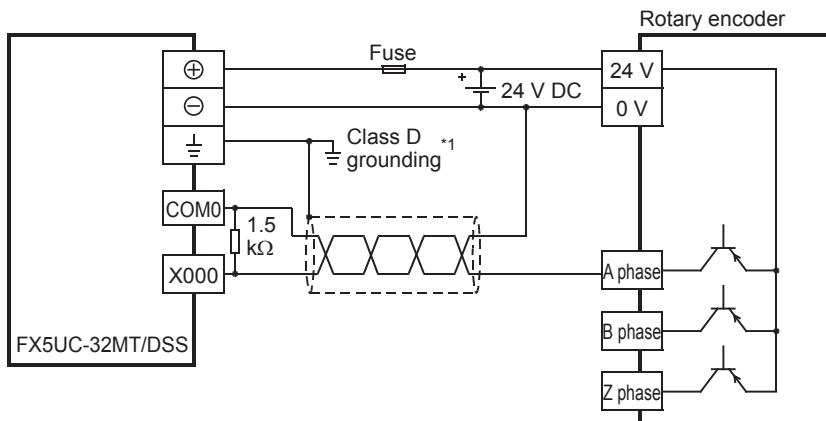 Rotary encoder
Fuse
24 V
+
24 V DC
0 V
Class D
grounding *1
COM0
1.5
kΩ
X000
A phase
B phase
Z phase
FX5UC-32MT/DSS